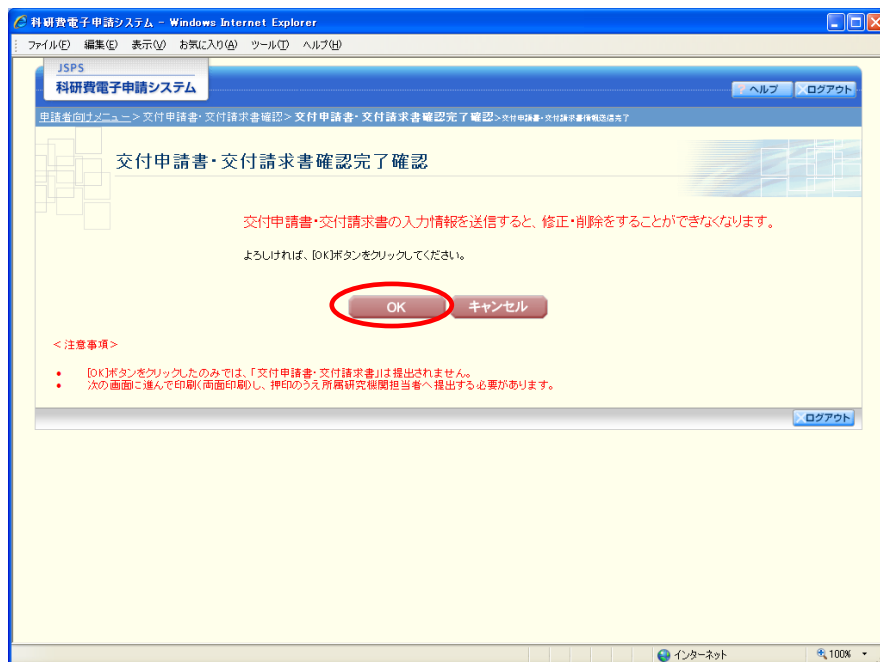 科研費電子申請システム - Windows Internet Explorer
ファイル(F) 編集(E) 表示(V) お気に入り(A) ツール(T) ヘルプ(H)
JSPS
科研費電子申請システム
? ヘルプ ログアウト
申請者向けメニュー>交付申請書・交付請求書確認>交付申請書・交付請求書確認完了確認>交付申請書・交付請求書情報送信完了
交付申請書・交付請求書確認完了確認
交付申請書・交付請求書の入力情報を送信すると、修正・削除をすることができなくなります。
よろしければ、[OK]ボタンをクリックしてください。
OK キャンセル
<注意事項>
• [OK]ボタンをクリックしたのみでは、「交付申請書・交付請求書」は提出されません。
• 次の画面に進んで印刷(両面印刷)し、押印のうえ所属研究機関担当者へ提出する必要があります。
ログアウト
インターネット 100%